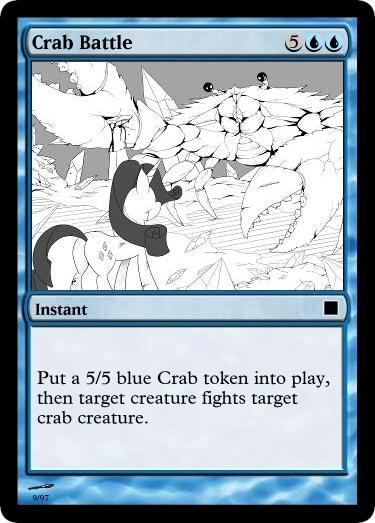 Crab Battle 5
Instant
Put a 5/5 blue Crab token into play,
then target creature fights target
crab creature.
9/97